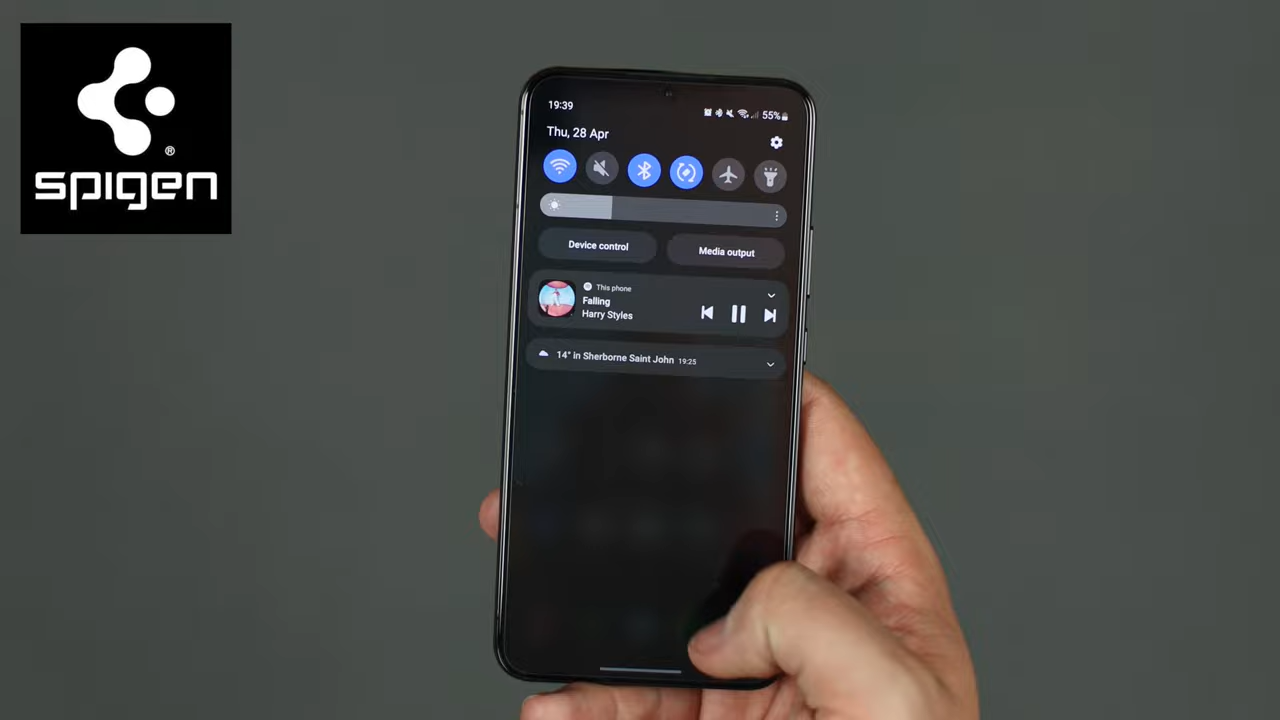 ®
spigen
19:39
55%
Thu, 28 Apr
Device control
Media output
This phone
Falling
Harry Styles
14° in Sherborne Saint John 19:25